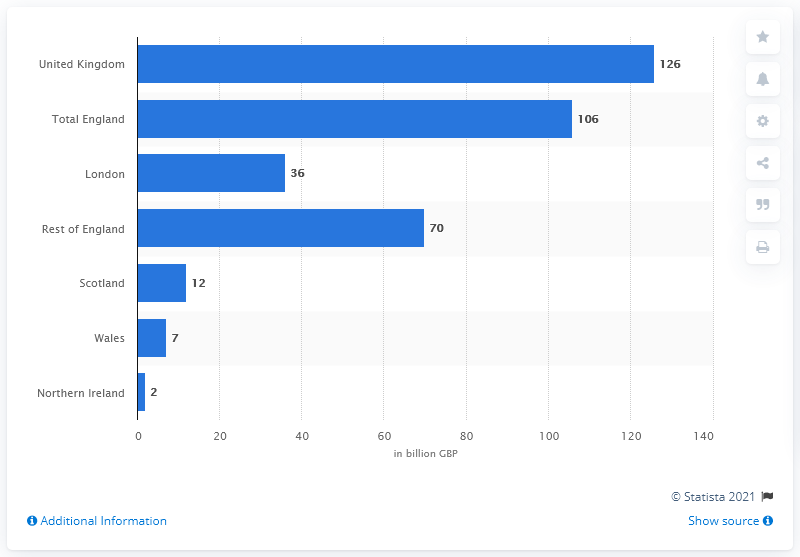 United Kingdom 126
Total England 106
London 36
Rest of England 70
Scotland 12
Wales 7
Northern Ireland 2
0 20 40 60 80 100 120 140
in billion GBP
© Statista 2021
Additional Information Show source